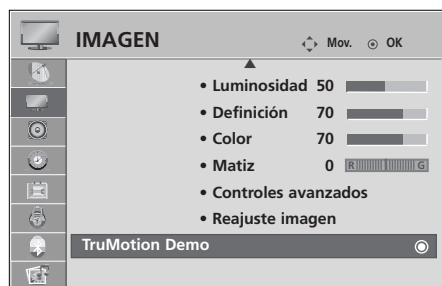 IMAGEN Mov. OK
• Luminosidad 50
• Definición 70
• Color 70
• Matiz 0 R G
• Controles avanzados
• Reajuste imagen
TruMotion Demo